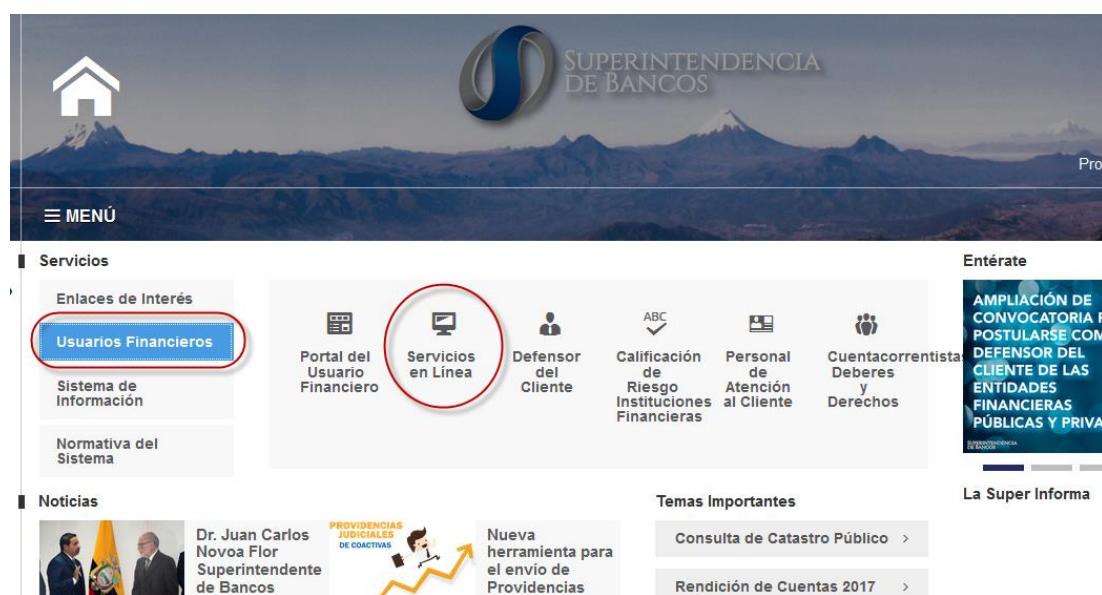 SUPERINTENDENCIA
DE BANCOS
Pro
MENÚ
Servicios
Enlaces de Interés
Usuarios Financieros
Sistema de
Información
Normativa del
Sistema
Portal del
Usuario
Financiero
Servicios
en Línea
Defensor
del
Cliente
ABC
Calificación
de
Riesgo
Instituciones
Financieras
Personal
de
Atención
al Cliente
Cuentacorrentistas
Deberes
y
Derechos
Entérate
AMPLIACIÓN DE
CONVOCATORIA P
POSTULARSE COM
DEFENSOR DEL
CLIENTE DE LAS
ENTIDADES
FINANCIERAS
PÚBLICAS Y PRIVA
SUPERINTENDENCIA
DE BANCOS
La Super Informa
Noticias
Dr. Juan Carlos
Novoa Flor
Superintendente
de Bancos
PROVIDENCIAS
JUDICIALES
DE COACTIVAS
Nueva
herramienta para
el envío de
Providencias
Temas Importantes
Consulta de Catastro Público >
Rendición de Cuentas 2017 >